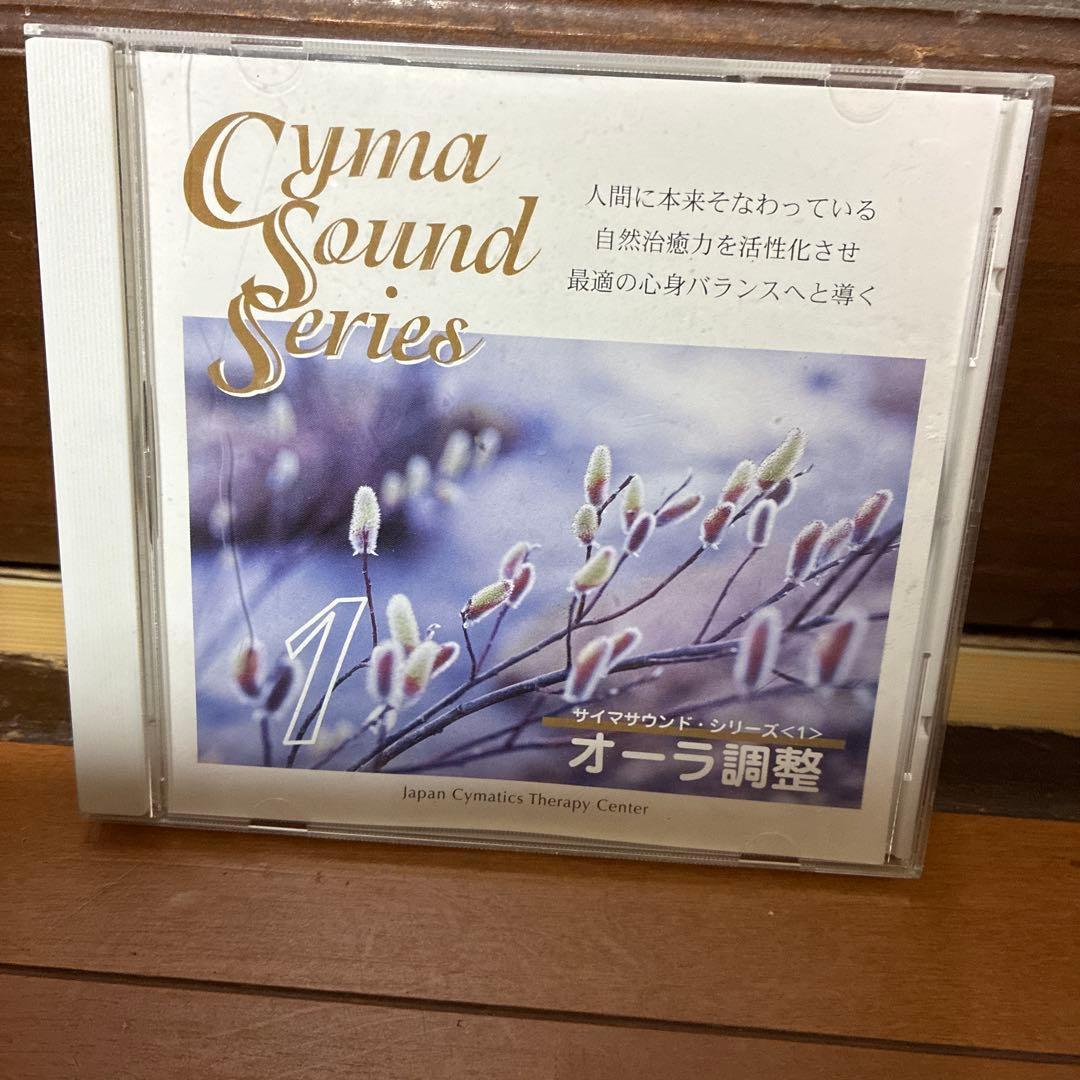 Cyma
Sound
Series
人間に本来そなわっている
自然治癒力を活性化させ
最適の心身バランスへと導く
1
サイマサウンド・シリーズ<1>
オーラ調整
Japan Cymatics Therapy Center